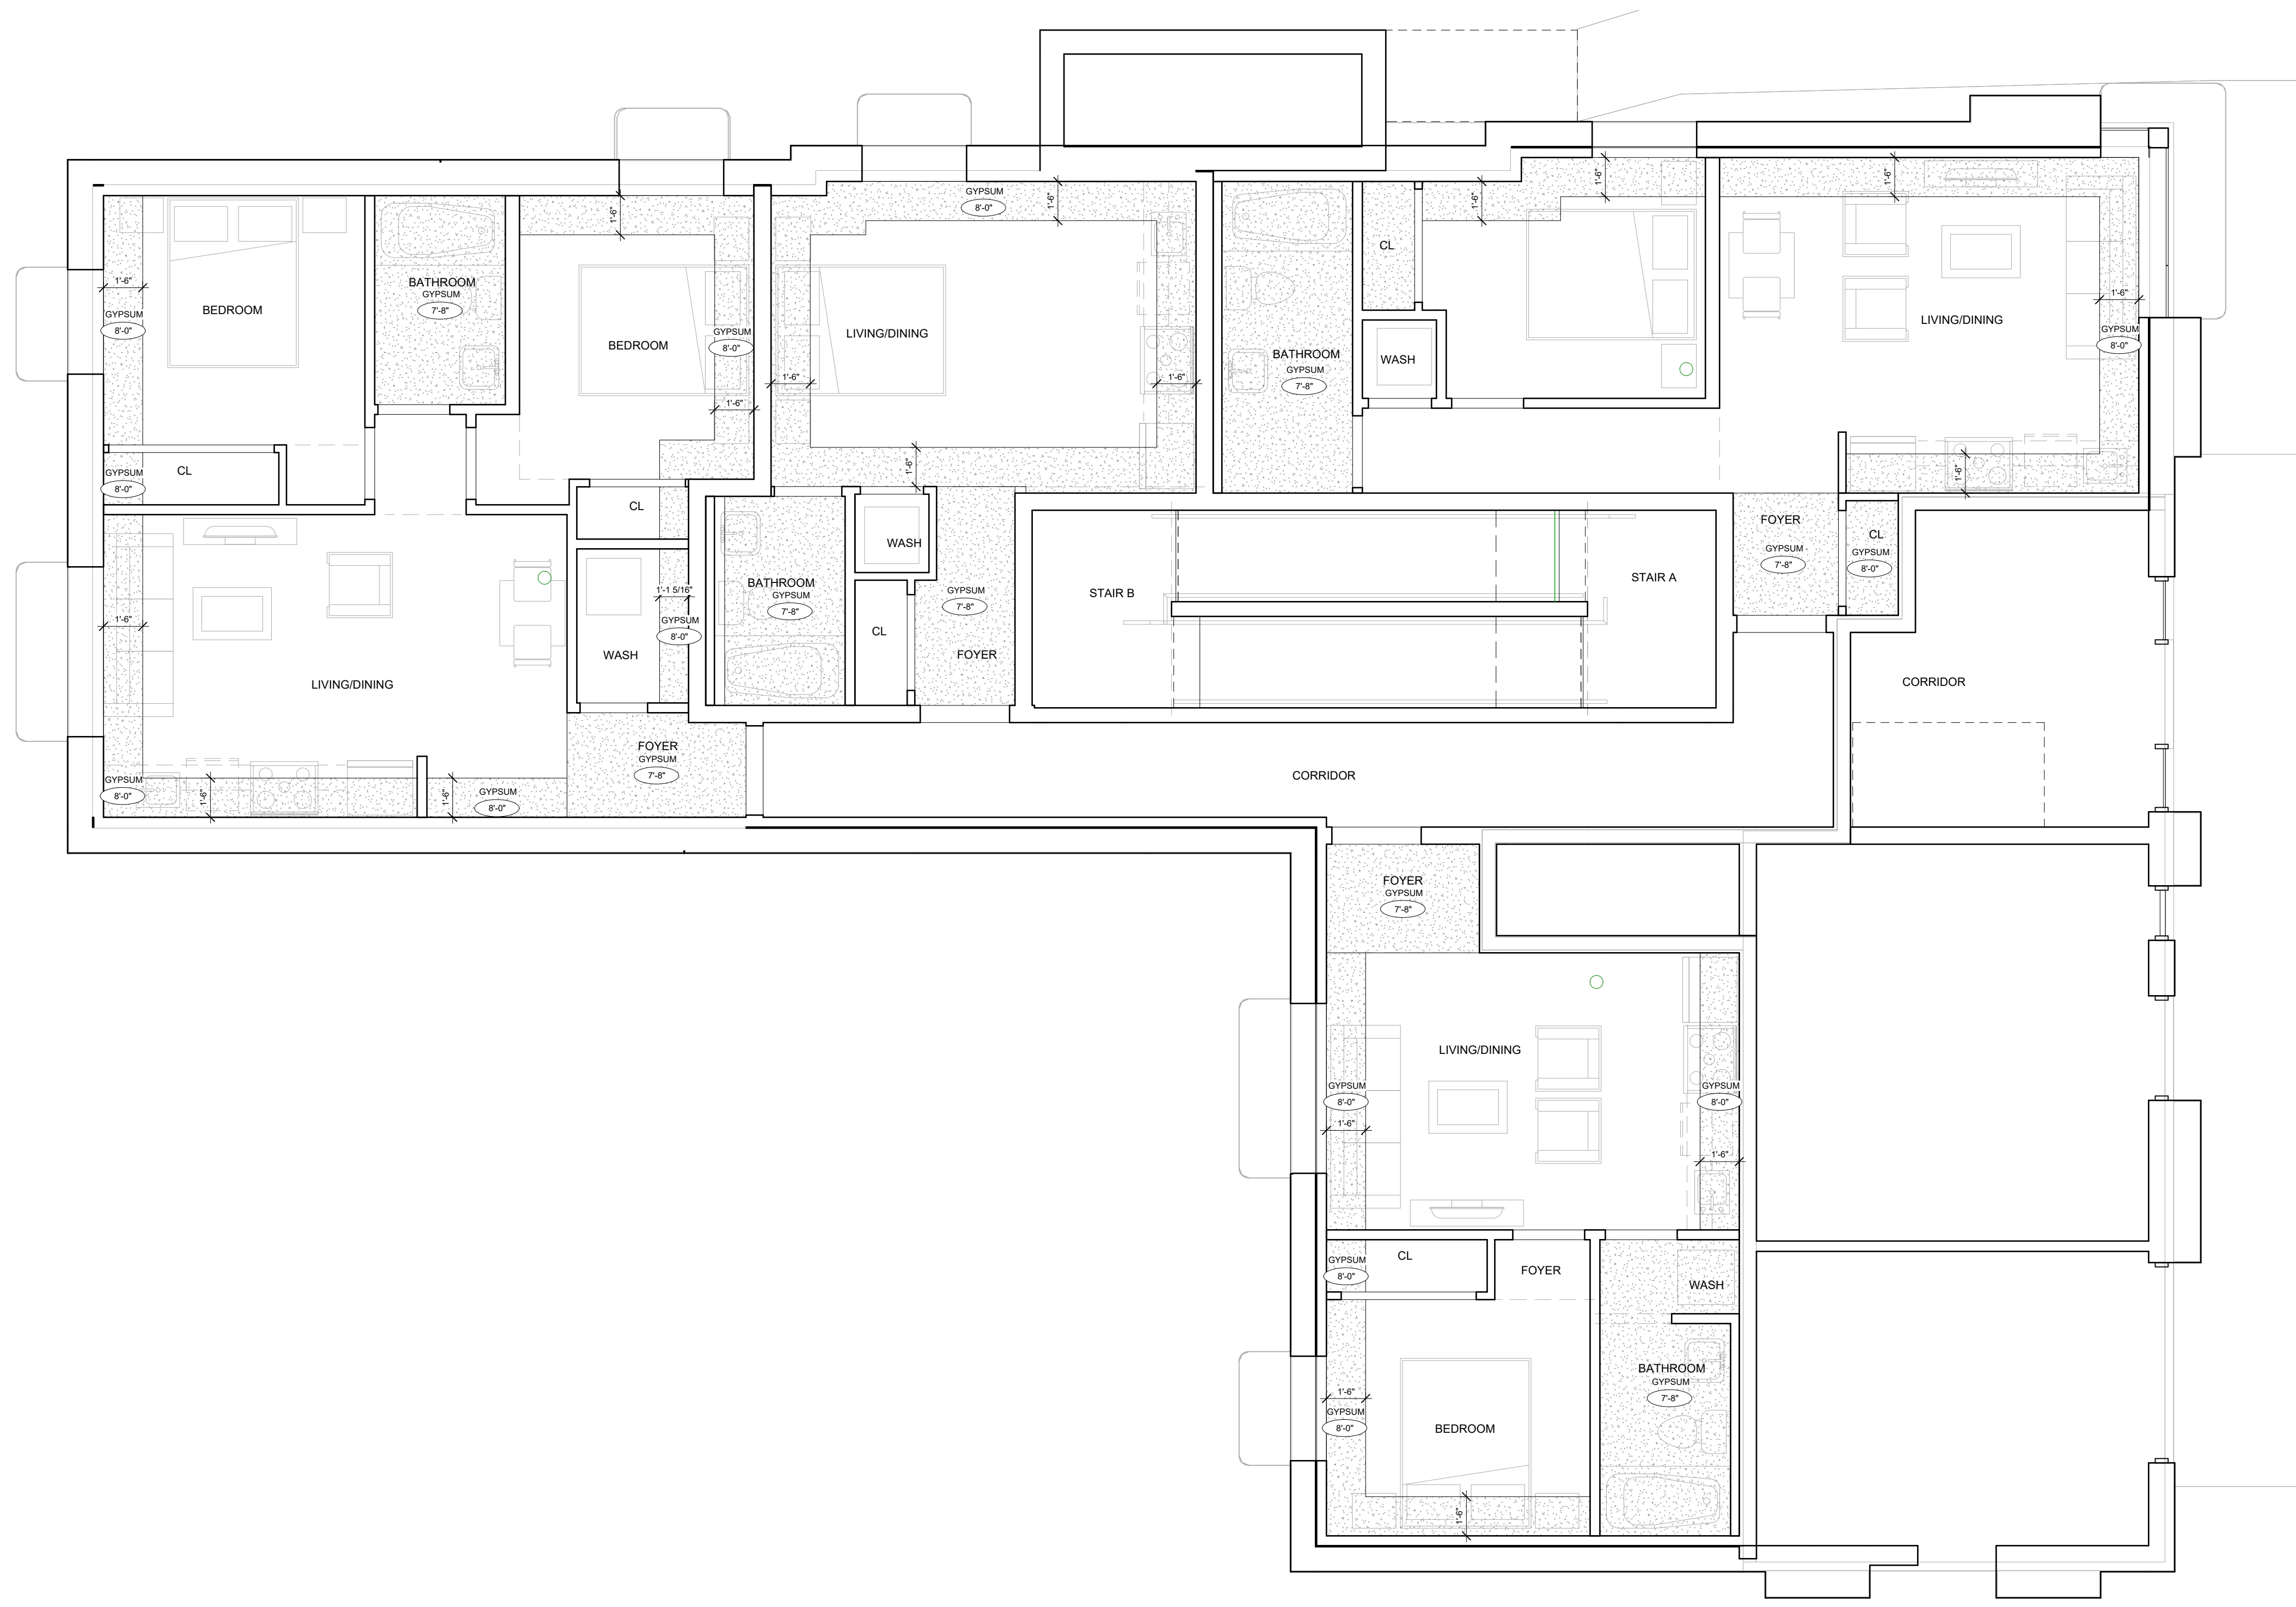 GYPSUM
8'-0"
1'-6"
1'-6"
1'-6"
1'-6"
1'-6"
CL
BATHROOM
GYPSUM
7'-8"
1'-6"
BEDROOM
GYPSUM
8'-0"
1'-6"
LIVING/DINING
GYPSUM
8'-0"
LIVING/DINING
BEDROOM
GYPSUM
8'-0"
BATHROOM
GYPSUM
7'-8"
WASH
1'-6"
1'-6"
1'-6"
CL
GYPSUM
8'-0"
1'-6"
1'-6"
CL
FOYER
GYPSUM
7'-8"
CL
GYPSUM
8'-0"
WASH
BATHROOM
GYPSUM
7'-8"
1'-1 5/16"
GYPSUM
7'-8"
STAIR B
STAIR A
1'-6"
GYPSUM
8'-0"
CL
WASH
FOYER
LIVING/DINING
CORRIDOR
FOYER
GYPSUM
7'-8"
GYPSUM
8'-0"
1'-6"
1'-6"
GYPSUM
8'-0"
CORRIDOR
FOYER
GYPSUM
7'-8"
LIVING/DINING
GYPSUM
8'-0"
GYPSUM
8'-0"
1'-6"
1'-6"
CL
GYPSUM
8'-0"
FOYER
WASH
BATHROOM
GYPSUM
7'-8"
1'-6"
GYPSUM
8'-0"
BEDROOM
1'-6"